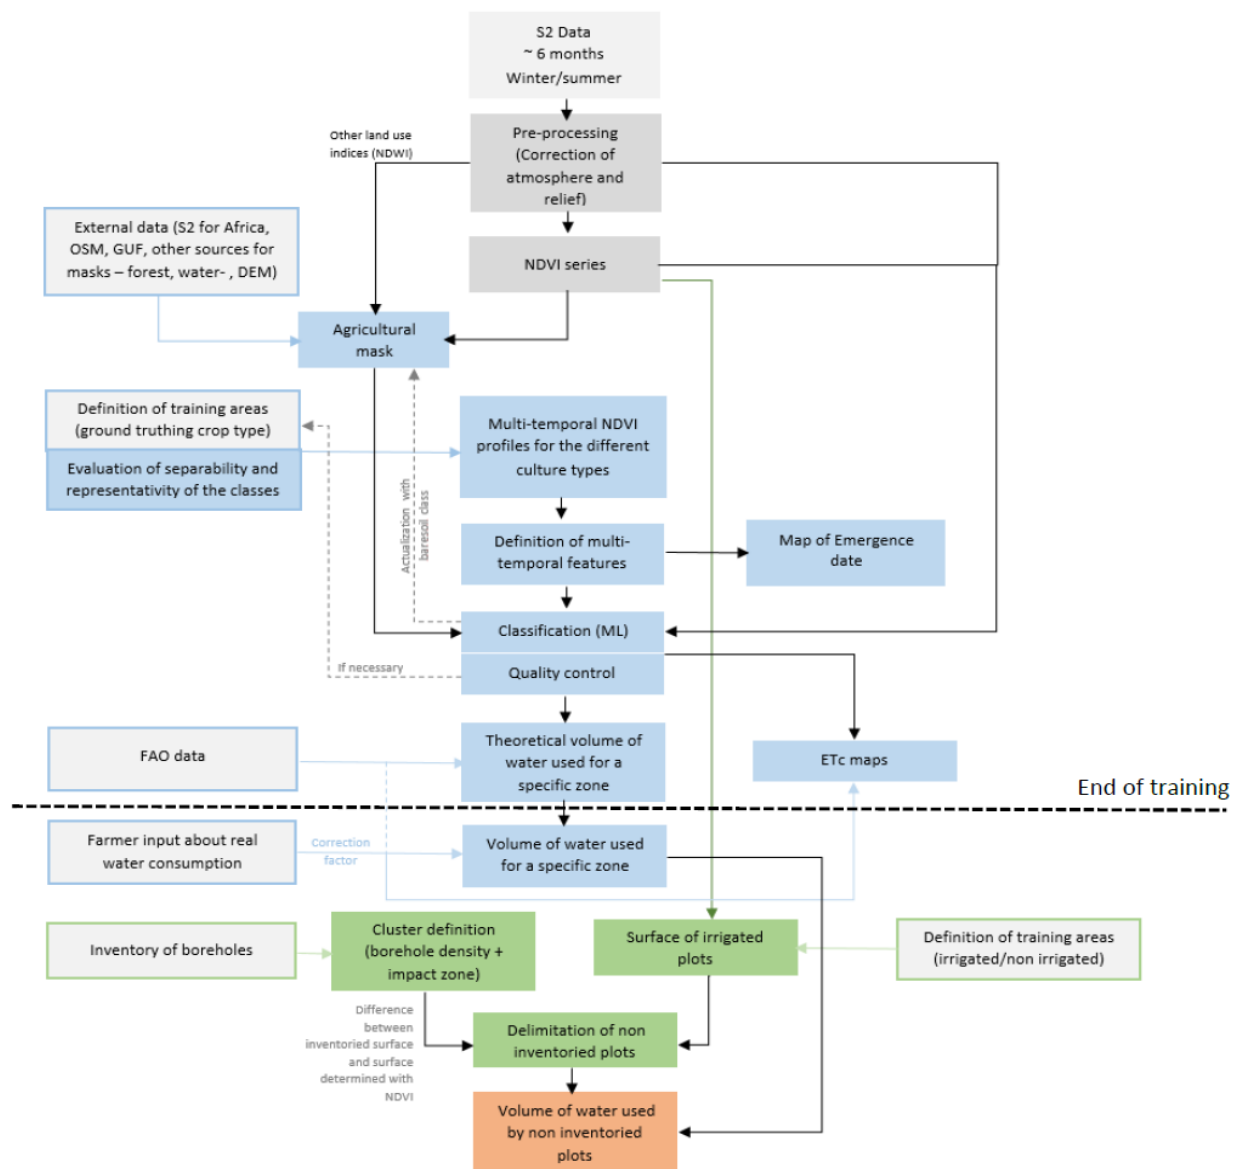 S2 Data
~ 6 months
Winter/summer
Other land use
indices (NDWI)
Pre-processing
(Correction of
atmosphere and
relief)
External data (S2 for Africa,
OSM, GUF, other sources for
masks – forest, water- , DEM)
NDVI series
Agricultural
mask
Definition of training areas
(ground truthing crop type)
Evaluation of separability and
representativity of the classes
Multi-temporal NDVI
profiles for the different
culture types
Actualization with
baresoil class
Definition of multi-
temporal features
Map of Emergence
date
Classification (ML)
If necessary
Quality control
FAO data
Theoretical volume of
water used for a
specific zone
ETc maps
End of training
Farmer input about real
water consumption
Correction
factor
Volume of water used
for a specific zone
Inventory of boreholes
Cluster definition
(borehole density +
impact zone)
Surface of irrigated
plots
Definition of training areas
(irrigated/non irrigated)
Difference
between
inventoried surface
and surface
determined with
NDVI
Delimitation of non
inventoried plots
Volume of water used
by non inventoried
plots